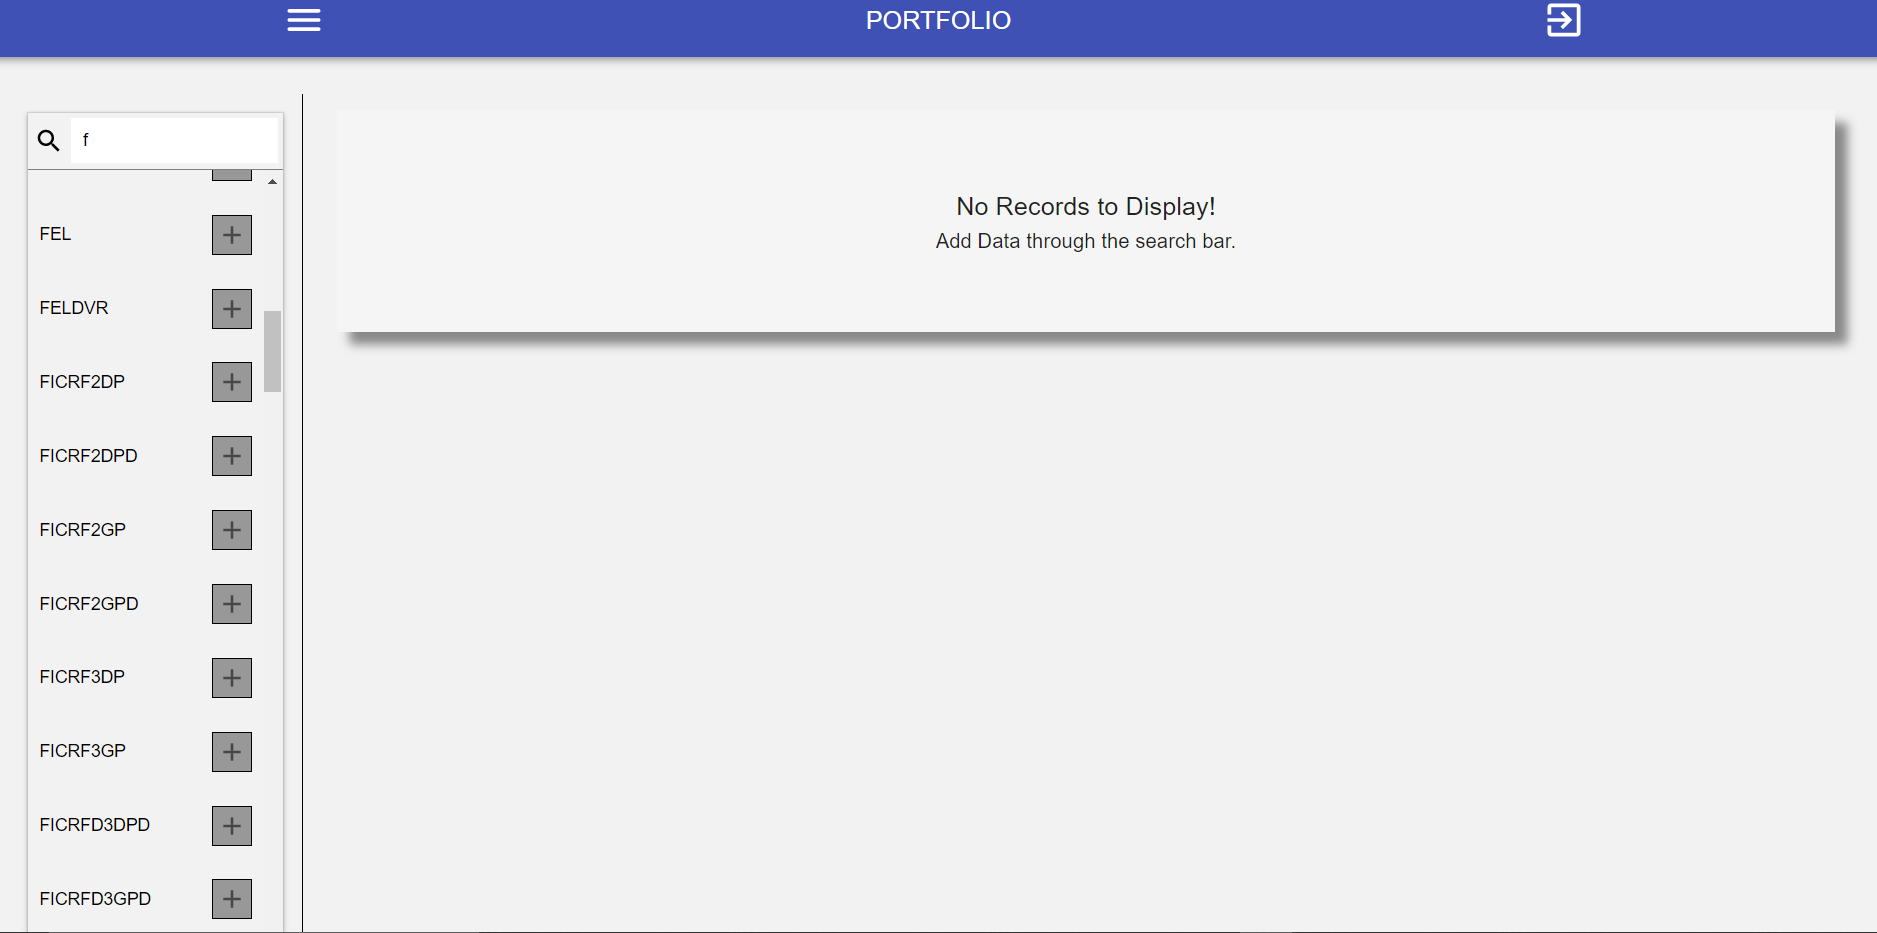 PORTFOLIO
f
FEL
FELDVR
FICRF2DP
FICRF2DPD
FICRF2GP
FICRF2GPD
FICRF3DP
FICRF3GP
FICRFD3DPD
FICRFD3GPD
No Records to Display!
Add Data through the search bar.